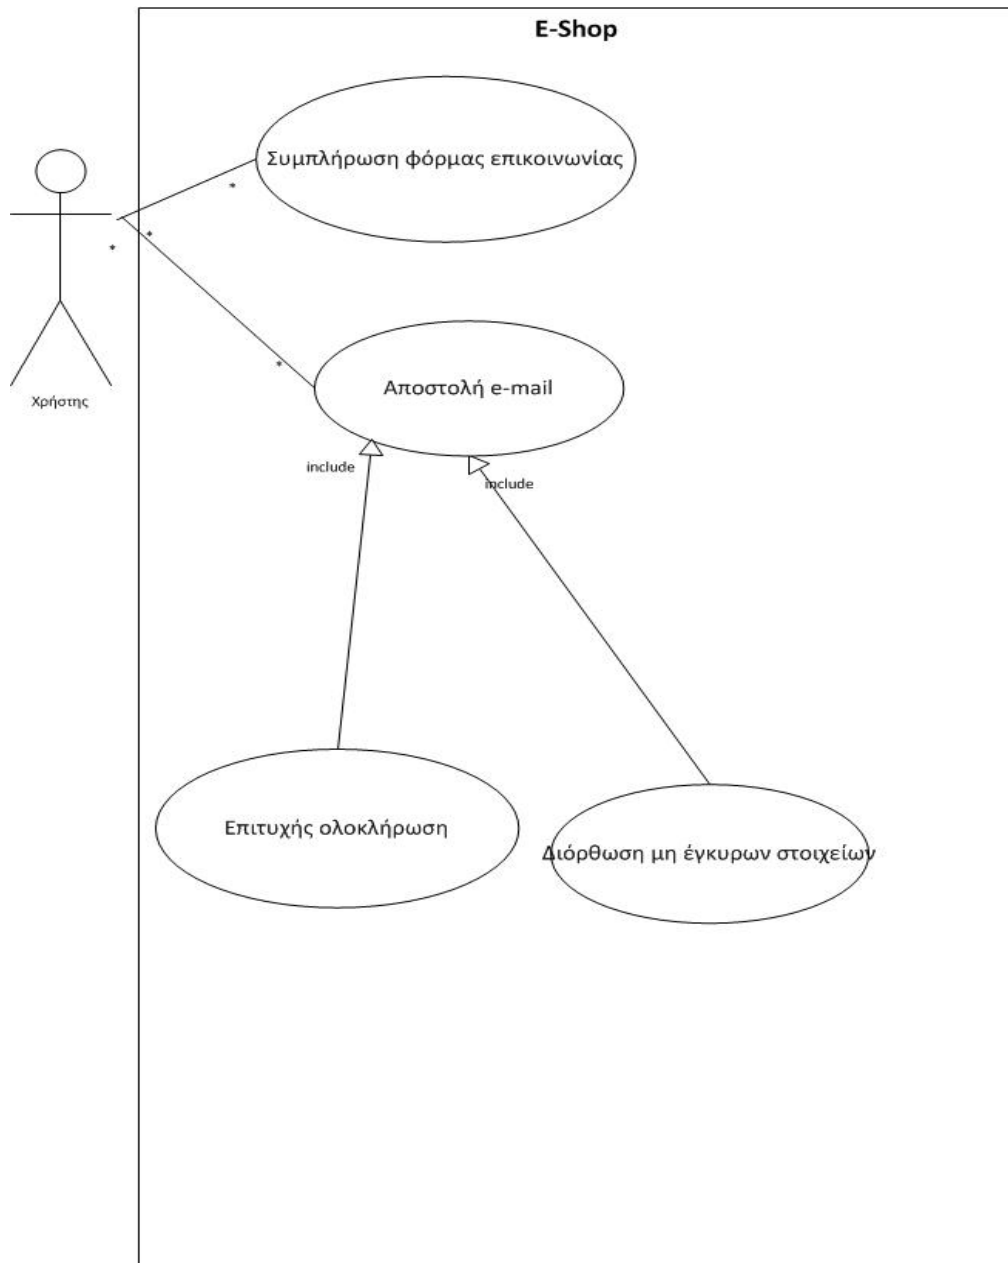 E-Shop
Συμπλήρωση φόρμας επικοινωνίας
*
*
*
*
Χρήστης
Αποστολή e-mail
include
include
Επιτυχής ολοκλήρωση
Διόρθωση μη έγκυρων στοιχείων